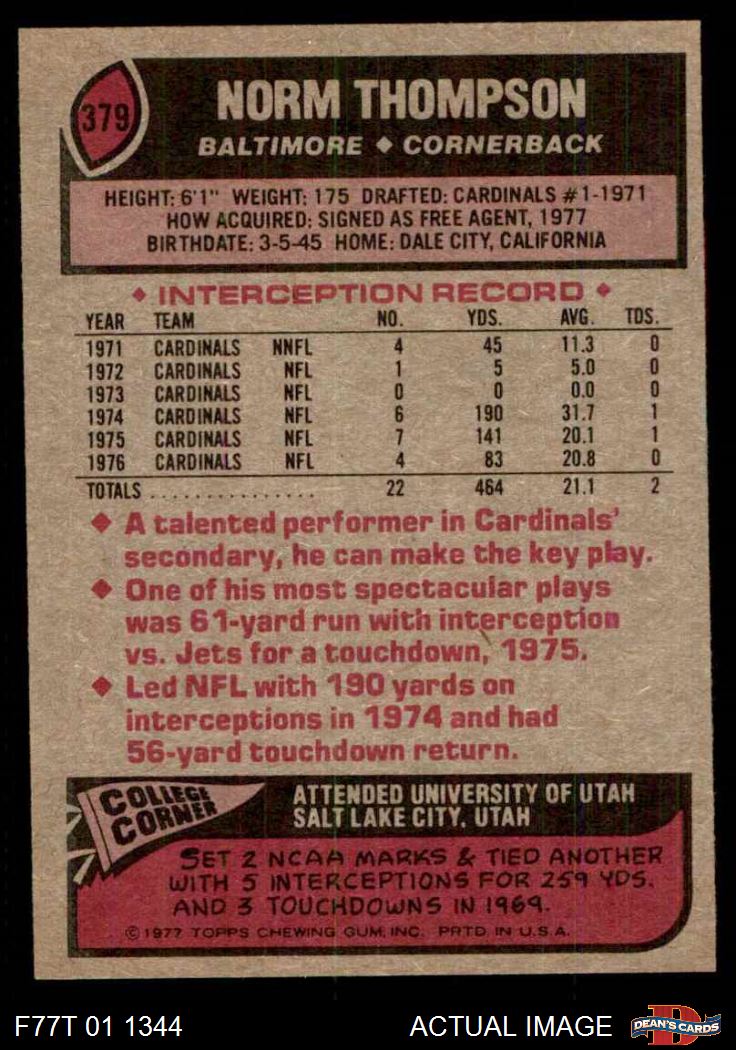 379
NORM THOMPSON
BALTIMORE ◆ CORNERBACK
HEIGHT: 6'1" WEIGHT: 175 DRAFTED: CARDINALS #1-1971
HOW ACQUIRED: SIGNED AS FREE AGENT, 1977
BIRTHDATE: 3-5-45 HOME: DALE CITY, CALIFORNIA
◆ INTERCEPTION RECORD ◆
YEAR TEAM NO. YDS. AVG. TDS.
1971 CARDINALS NNFL 4 45 11.3 0
1972 CARDINALS NFL 1 5 5.0 0
1973 CARDINALS NFL 0 0 0.0 0
1974 CARDINALS NFL 6 190 31.7 1
1975 CARDINALS NFL 7 141 20.1 1
1976 CARDINALS NFL 4 83 20.8 0
TOTALS . . . . . . . . . . . . . . . 22 464 21.1 2
◆ A talented performer in Cardinals'
secondary, he can make the key play.
◆ One of his most spectacular plays
was 61-yard run with interception
vs. Jets for a touchdown, 1975.
◆ Led NFL with 190 yards on
interceptions in 1974 and had
56-yard touchdown return.
COLLEGE
CORNER
ATTENDED UNIVERSITY OF UTAH
SALT LAKE CITY, UTAH
SET 2 NCAA MARKS & TIED ANOTHER
WITH 5 INTERCEPTIONS FOR 259 YDS.
AND 3 TOUCHDOWNS IN 1969.
© 1977 TOPPS CHEWING GUM, INC. PRTD. IN U.S.A.
F77T 01 1344 ACTUAL IMAGE D DEAN'S CARDS